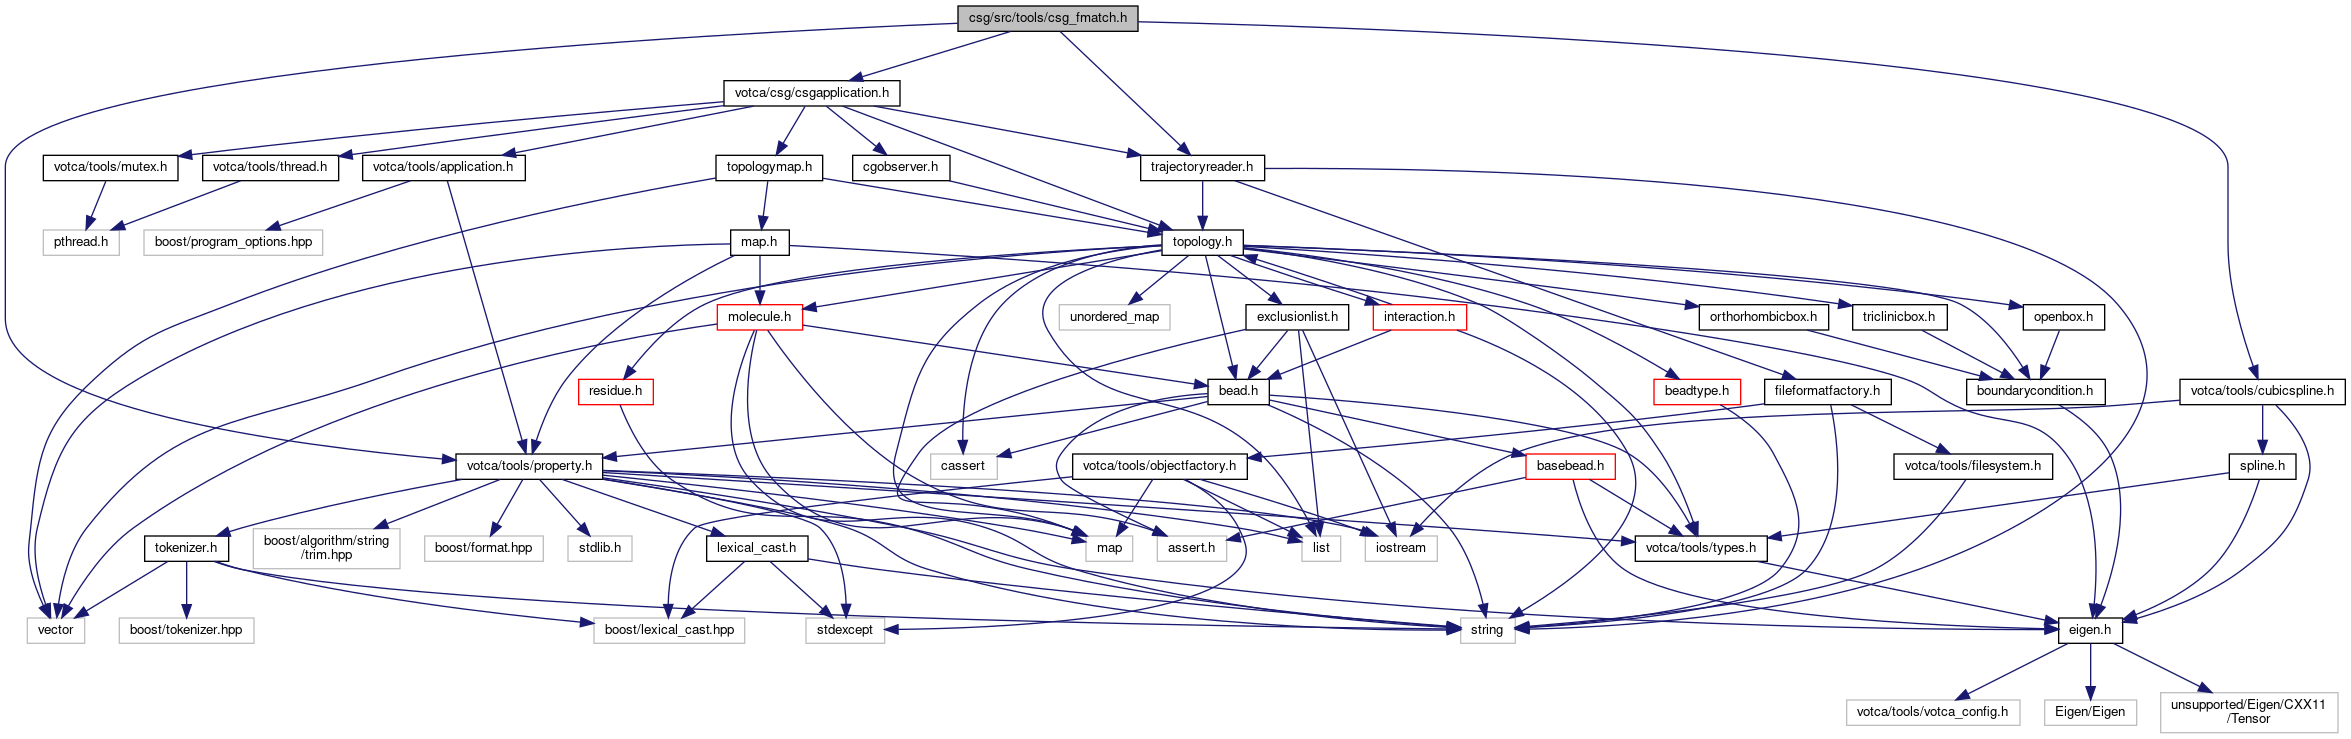 csg/src/tools/csg_fmatch.h
votca/csg/csgapplication.h
votca/tools/mutex.h
votca/tools/thread.h
votca/tools/application.h
topologymap.h
cgobserver.h
trajectoryreader.h
pthread.h
boost/program_options.hpp
map.h
topology.h
molecule.h
unordered_map
exclusionlist.h
interaction.h
orthorhombicbox.h
triclinicbox.h
openbox.h
residue.h
bead.h
beadtype.h
fileformatfactory.h
boundarycondition.h
votca/tools/cubicspline.h
votca/tools/property.h
cassert
votca/tools/objectfactory.h
basebead.h
votca/tools/filesystem.h
spline.h
tokenizer.h
boost/algorithm/string
/trim.hpp
boost/format.hpp
stdlib.h
lexical_cast.h
map
assert.h
list
iostream
votca/tools/types.h
vector
boost/tokenizer.hpp
boost/lexical_cast.hpp
stdexcept
string
eigen.h
votca/tools/votca_config.h
Eigen/Eigen
unsupported/Eigen/CXX11
/Tensor